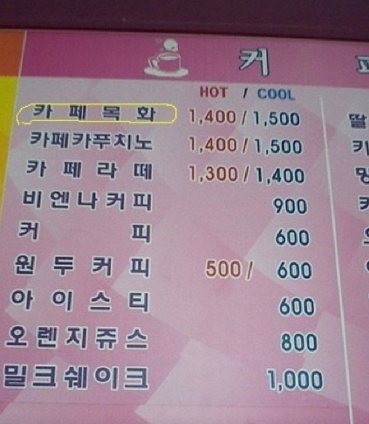 커
HOT / COOL
카페목화 1,400 / 1,500
카페카푸치노 1,400 / 1,500
카페라떼 1,300 / 1,400
비엔나커피 900
커피 600
원두커피 500 / 600
아이스티 600
오렌지쥬스 800
밀크쉐이크 1,000
딸